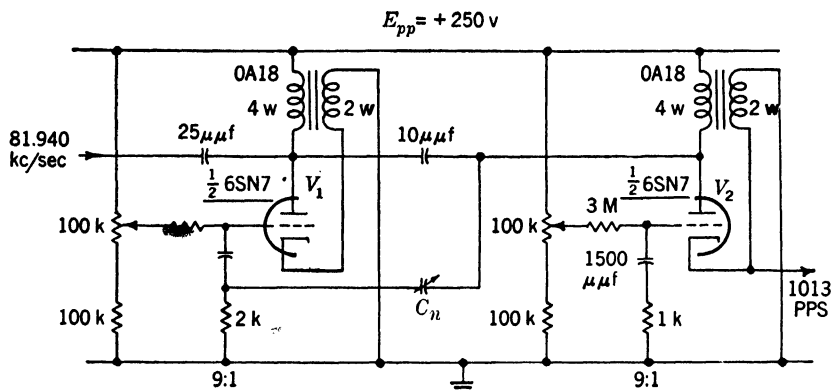 E_pp = + 250 v
0A18
4 w
2 w
0A18
4 w
2 w
81.940
kc/sec
25μμf
10μμf
½ 6SN7
V₁
½ 6SN7
V₂
100 k
3 M
1500
μμf
C_n
1013
PPS
100 k
2 k
100 k
100 k
1 k
9:1
9:1